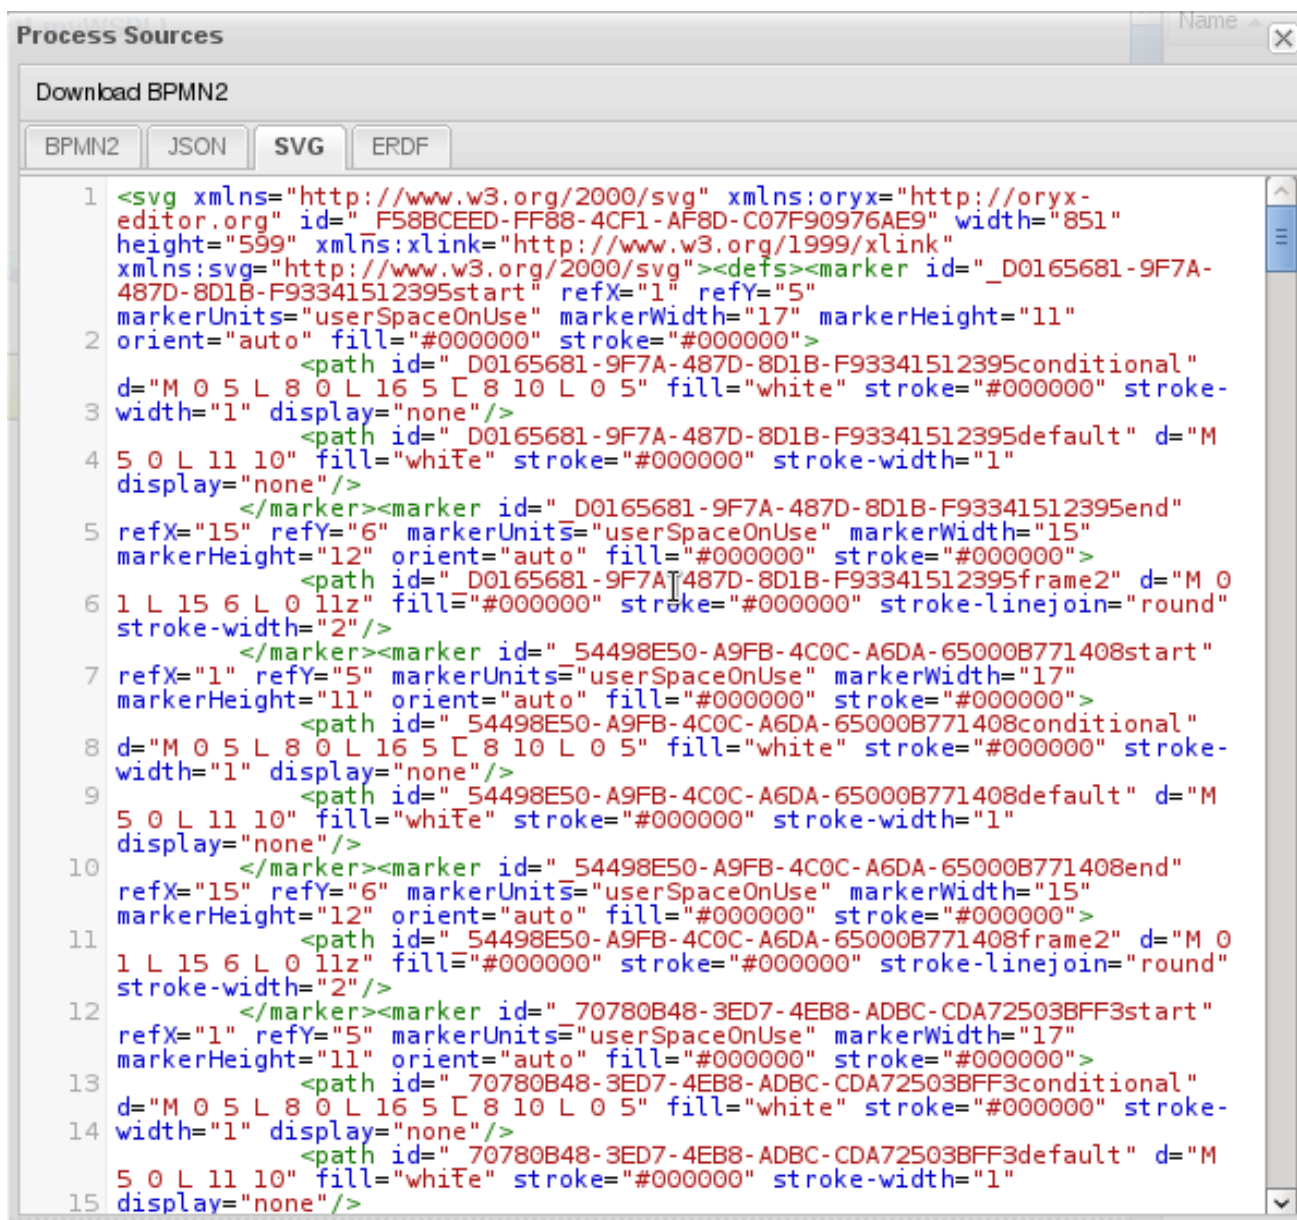 Name
Process Sources
Download BPMN2
BPMN2 JSON SVG ERDF
1 <svg xmlns="http://www.w3.org/2000/svg" xmlns:oryx="http://oryx-
editor.org" id="_F58BCEED-FF88-4CF1-AF8D-C07F90976AE9" width="851"
height="599" xmlns:xlink="http://www.w3.org/1999/xlink"
xmlns:svg="http://www.w3.org/2000/svg"><defs><marker id="_D0165681-9F7A-
487D-8D1B-F93341512395start" refX="1" refY="5"
markerUnits="userSpaceOnUse" markerWidth="17" markerHeight="11"
2 orient="auto" fill="#000000" stroke="#000000">
<path id="_D0165681-9F7A-487D-8D1B-F93341512395conditional"
d="M 0 5 L 8 0 L 16 5 L 8 10 L 0 5" fill="white" stroke="#000000" stroke-
3 width="1" display="none"/>
<path id="_D0165681-9F7A-487D-8D1B-F93341512395default" d="M
4 5 0 L 11 10" fill="white" stroke="#000000" stroke-width="1"
display="none"/>
</marker><marker id="_D0165681-9F7A-487D-8D1B-F93341512395end"
5 refX="15" refY="6" markerUnits="userSpaceOnUse" markerWidth="15"
markerHeight="12" orient="auto" fill="#000000" stroke="#000000">
<path id="_D0165681-9F7A-487D-8D1B-F93341512395frame2" d="M 0
6 1 L 15 6 L 0 11z" fill="#000000" stroke="#000000" stroke-linejoin="round"
stroke-width="2"/>
</marker><marker id="_54498E50-A9FB-4C0C-A6DA-65000B771408start"
7 refX="1" refY="5" markerUnits="userSpaceOnUse" markerWidth="17"
markerHeight="11" orient="auto" fill="#000000" stroke="#000000">
<path id="_54498E50-A9FB-4C0C-A6DA-65000B771408conditional"
8 d="M 0 5 L 8 0 L 16 5 L 8 10 L 0 5" fill="white" stroke="#000000" stroke-
width="1" display="none"/>
9 <path id="_54498E50-A9FB-4C0C-A6DA-65000B771408default" d="M
5 0 L 11 10" fill="white" stroke="#000000" stroke-width="1"
display="none"/>
10 </marker><marker id="_54498E50-A9FB-4C0C-A6DA-65000B771408end"
refX="15" refY="6" markerUnits="userSpaceOnUse" markerWidth="15"
markerHeight="12" orient="auto" fill="#000000" stroke="#000000">
11 <path id="_54498E50-A9FB-4C0C-A6DA-65000B771408frame2" d="M 0
1 L 15 6 L 0 11z" fill="#000000" stroke="#000000" stroke-linejoin="round"
stroke-width="2"/>
12 </marker><marker id="_70780B48-3ED7-4EB8-ADBC-CDA72503BFF3start"
refX="1" refY="5" markerUnits="userSpaceOnUse" markerWidth="17"
markerHeight="11" orient="auto" fill="#000000" stroke="#000000">
13 <path id="_70780B48-3ED7-4EB8-ADBC-CDA72503BFF3conditional"
d="M 0 5 L 8 0 L 16 5 L 8 10 L 0 5" fill="white" stroke="#000000" stroke-
14 width="1" display="none"/>
<path id="_70780B48-3ED7-4EB8-ADBC-CDA72503BFF3default" d="M
5 0 L 11 10" fill="white" stroke="#000000" stroke-width="1"
15 display="none"/>